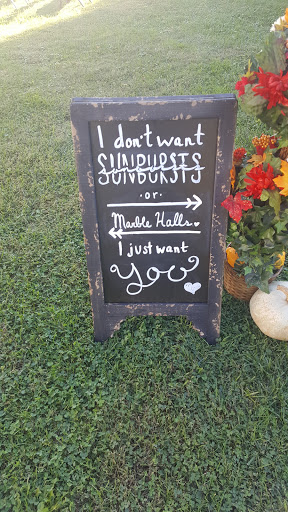 I don't want
SUNBURSTS
·or·
Marble Halls..
I just want
you